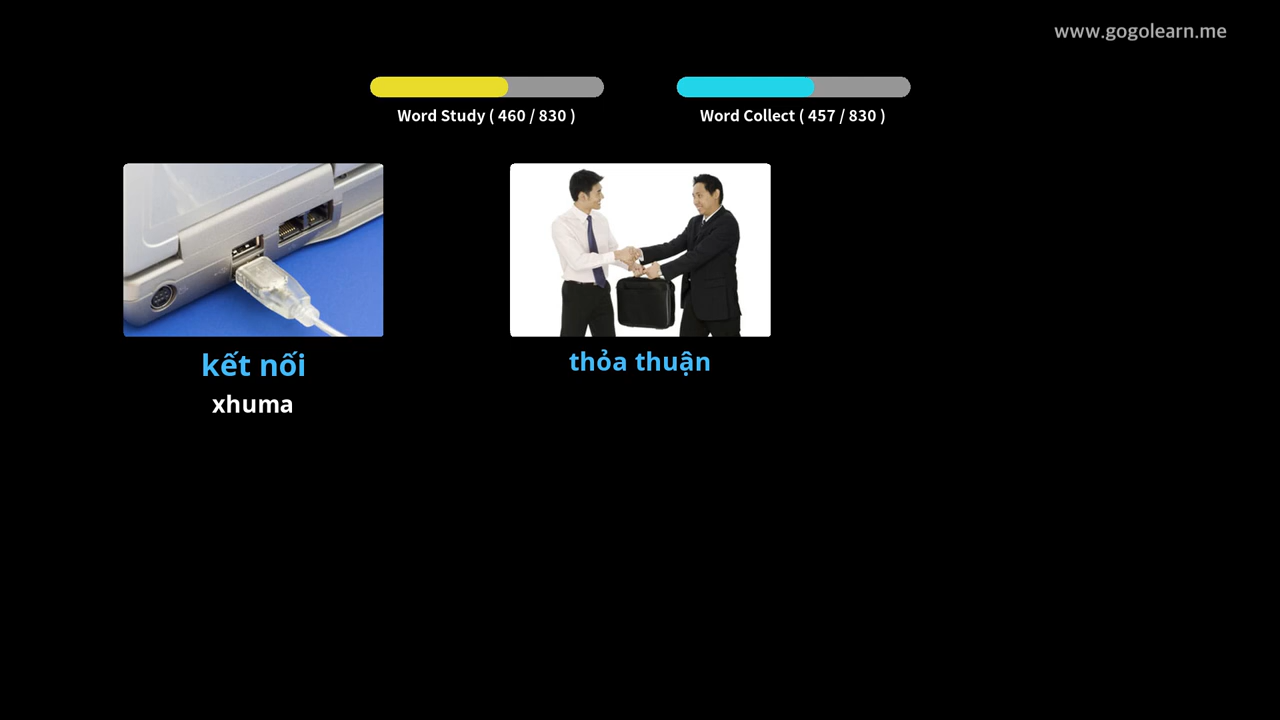 www.gogolearn.me
Word Study ( 460 / 830 )
Word Collect ( 457 / 830 )
kết nối
xhuma
thỏa thuận